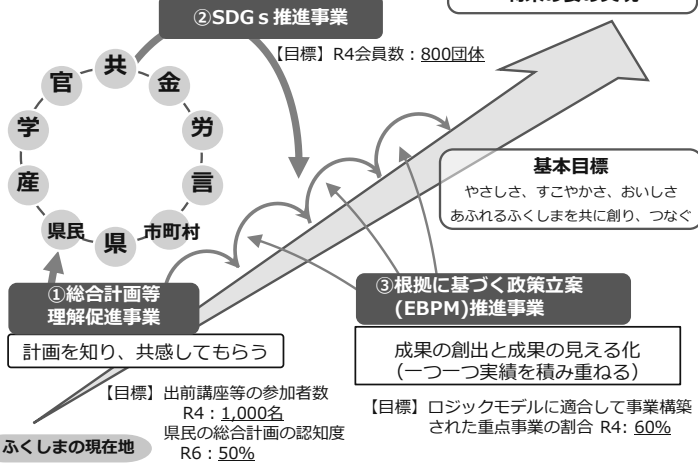 ②SDGｓ推進事業
【目標】R4会員数：800団体
共
金
労
言
市町村
県
県民
産
学
官
基本目標
やさしさ、すこやかさ、おいしさ
あふれるふくしまを共に創り、つなぐ
①総合計画等
理解促進事業
計画を知り、共感してもらう
【目標】出前講座等の参加者数
R4：1,000名
県民の総合計画の認知度
R6：50%
③根拠に基づく政策立案
(EBPM)推進事業
成果の創出と成果の見える化
（一つ一つ実績を積み重ねる）
【目標】ロジックモデルに適合して事業構築
された重点事業の割合 R4: 60%
ふくしまの現在地